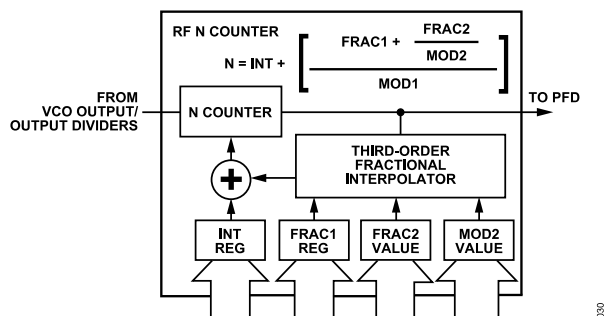 RF N COUNTER
N = INT +
FRAC1 +
FRAC2
MOD2
MOD1
FROM
VCO OUTPUT/
OUTPUT DIVIDERS
N COUNTER
TO PFD
THIRD-ORDER
FRACTIONAL
INTERPOLATOR
+
INT
REG
FRAC1
REG
FRAC2
VALUE
MOD2
VALUE
030